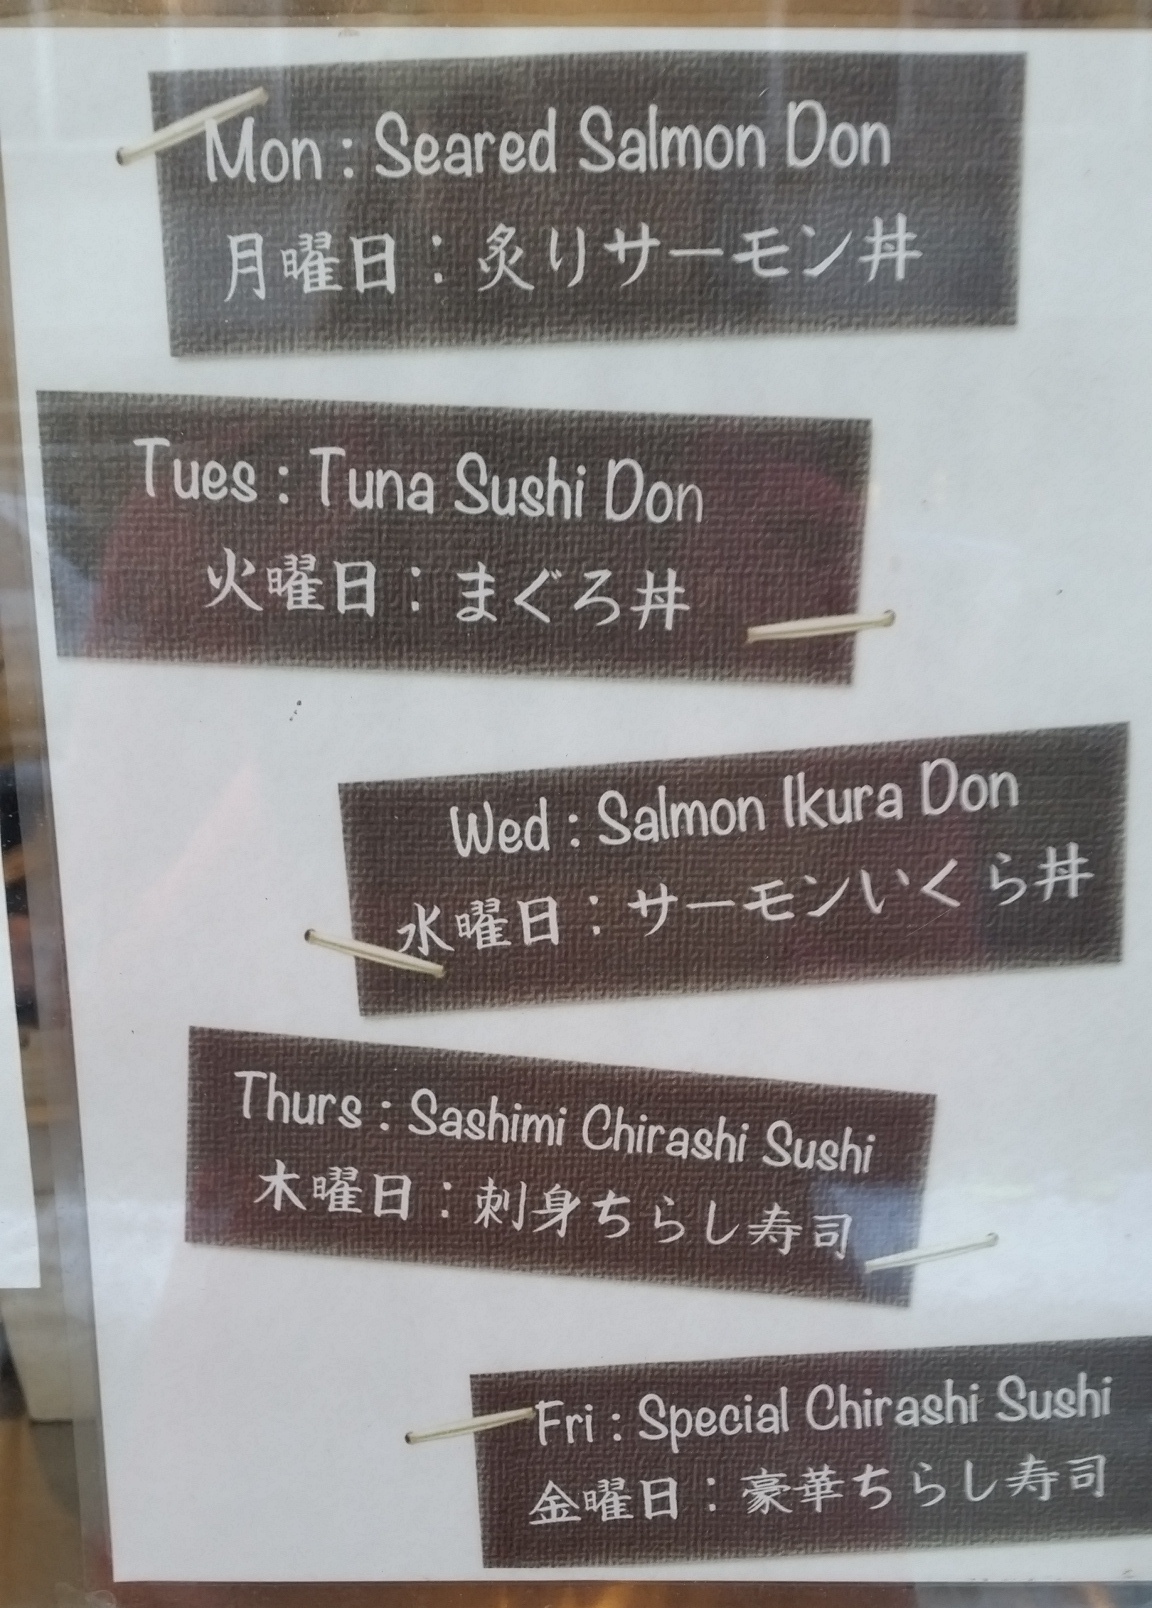 Mon : Seared Salmon Don
月曜日：炙りサーモン丼
Tues : Tuna Sushi Don
火曜日：まぐろ丼
Wed : Salmon Ikura Don
水曜日：サーモンいくら丼
Thurs : Sashimi Chirashi Sushi
木曜日：刺身ちらし寿司
Fri : Special Chirashi Sushi
金曜日：豪華ちらし寿司